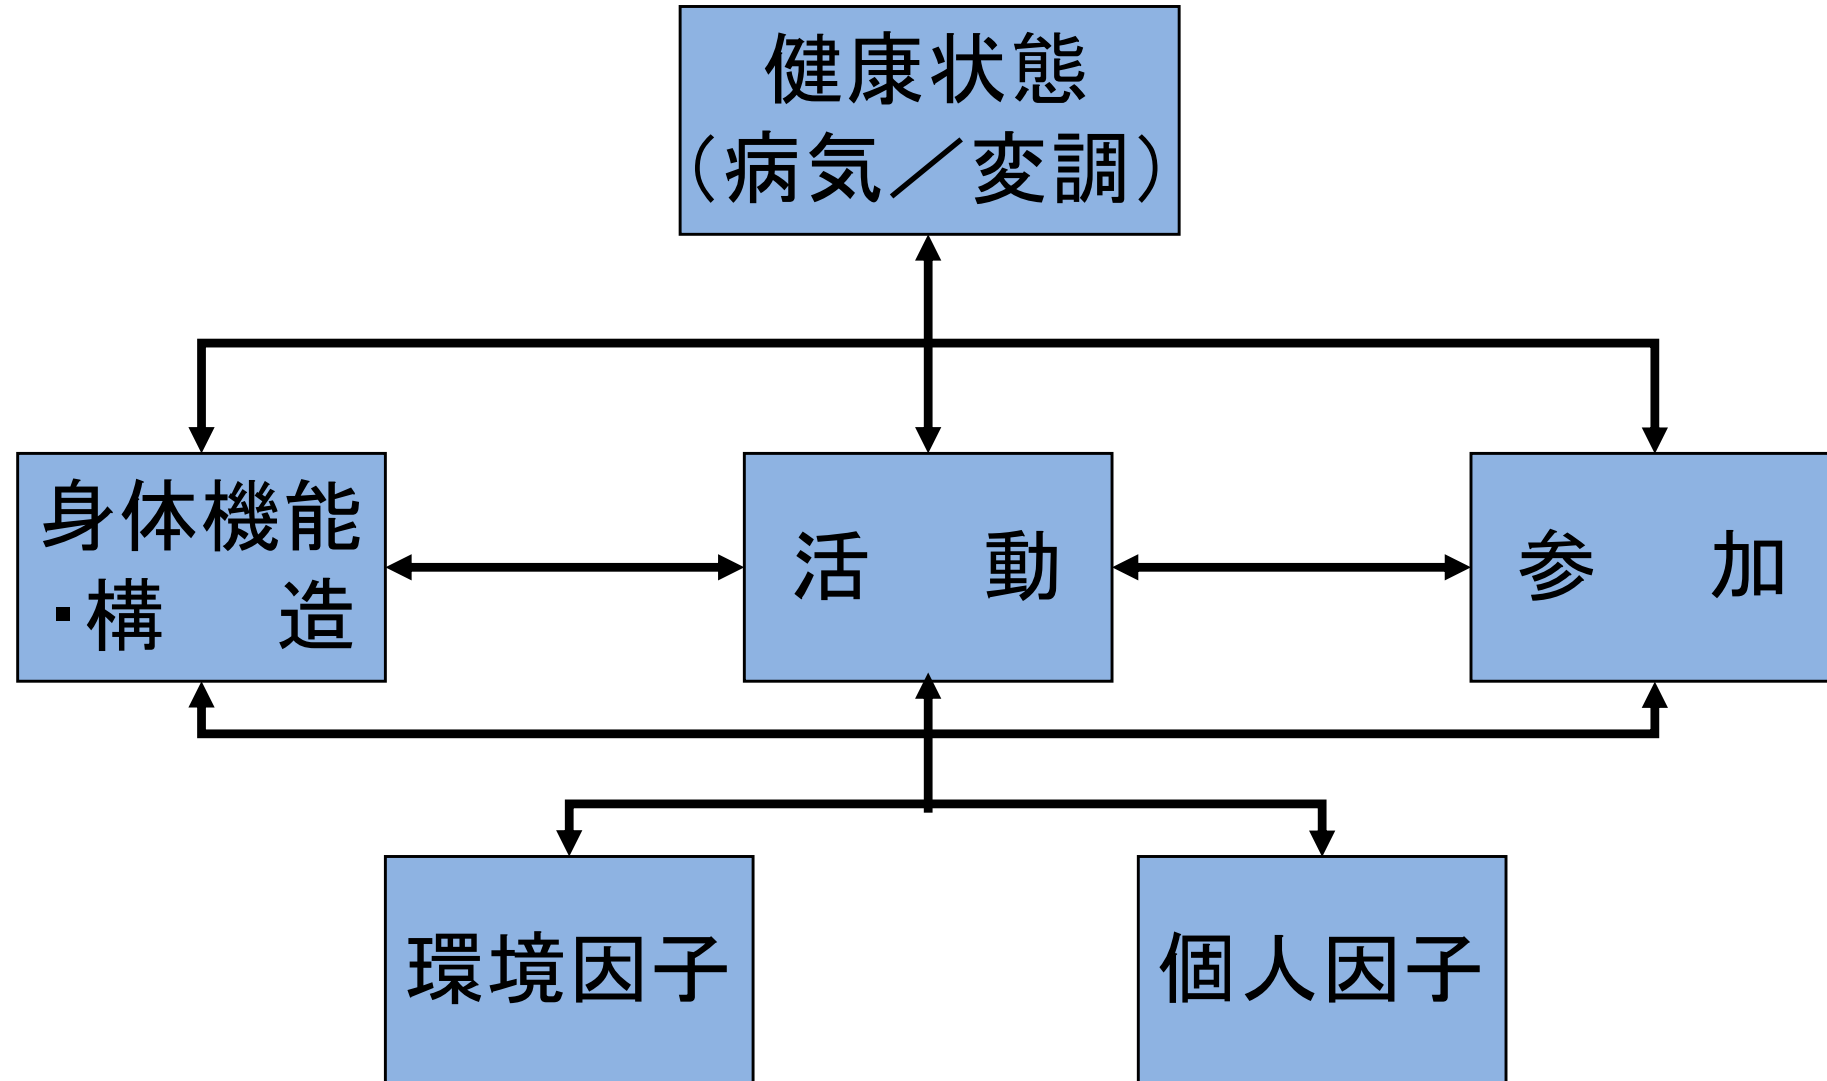 健康状態
（病気／変調）
身体機能
・構　造
活　動
参　加
環境因子
個人因子